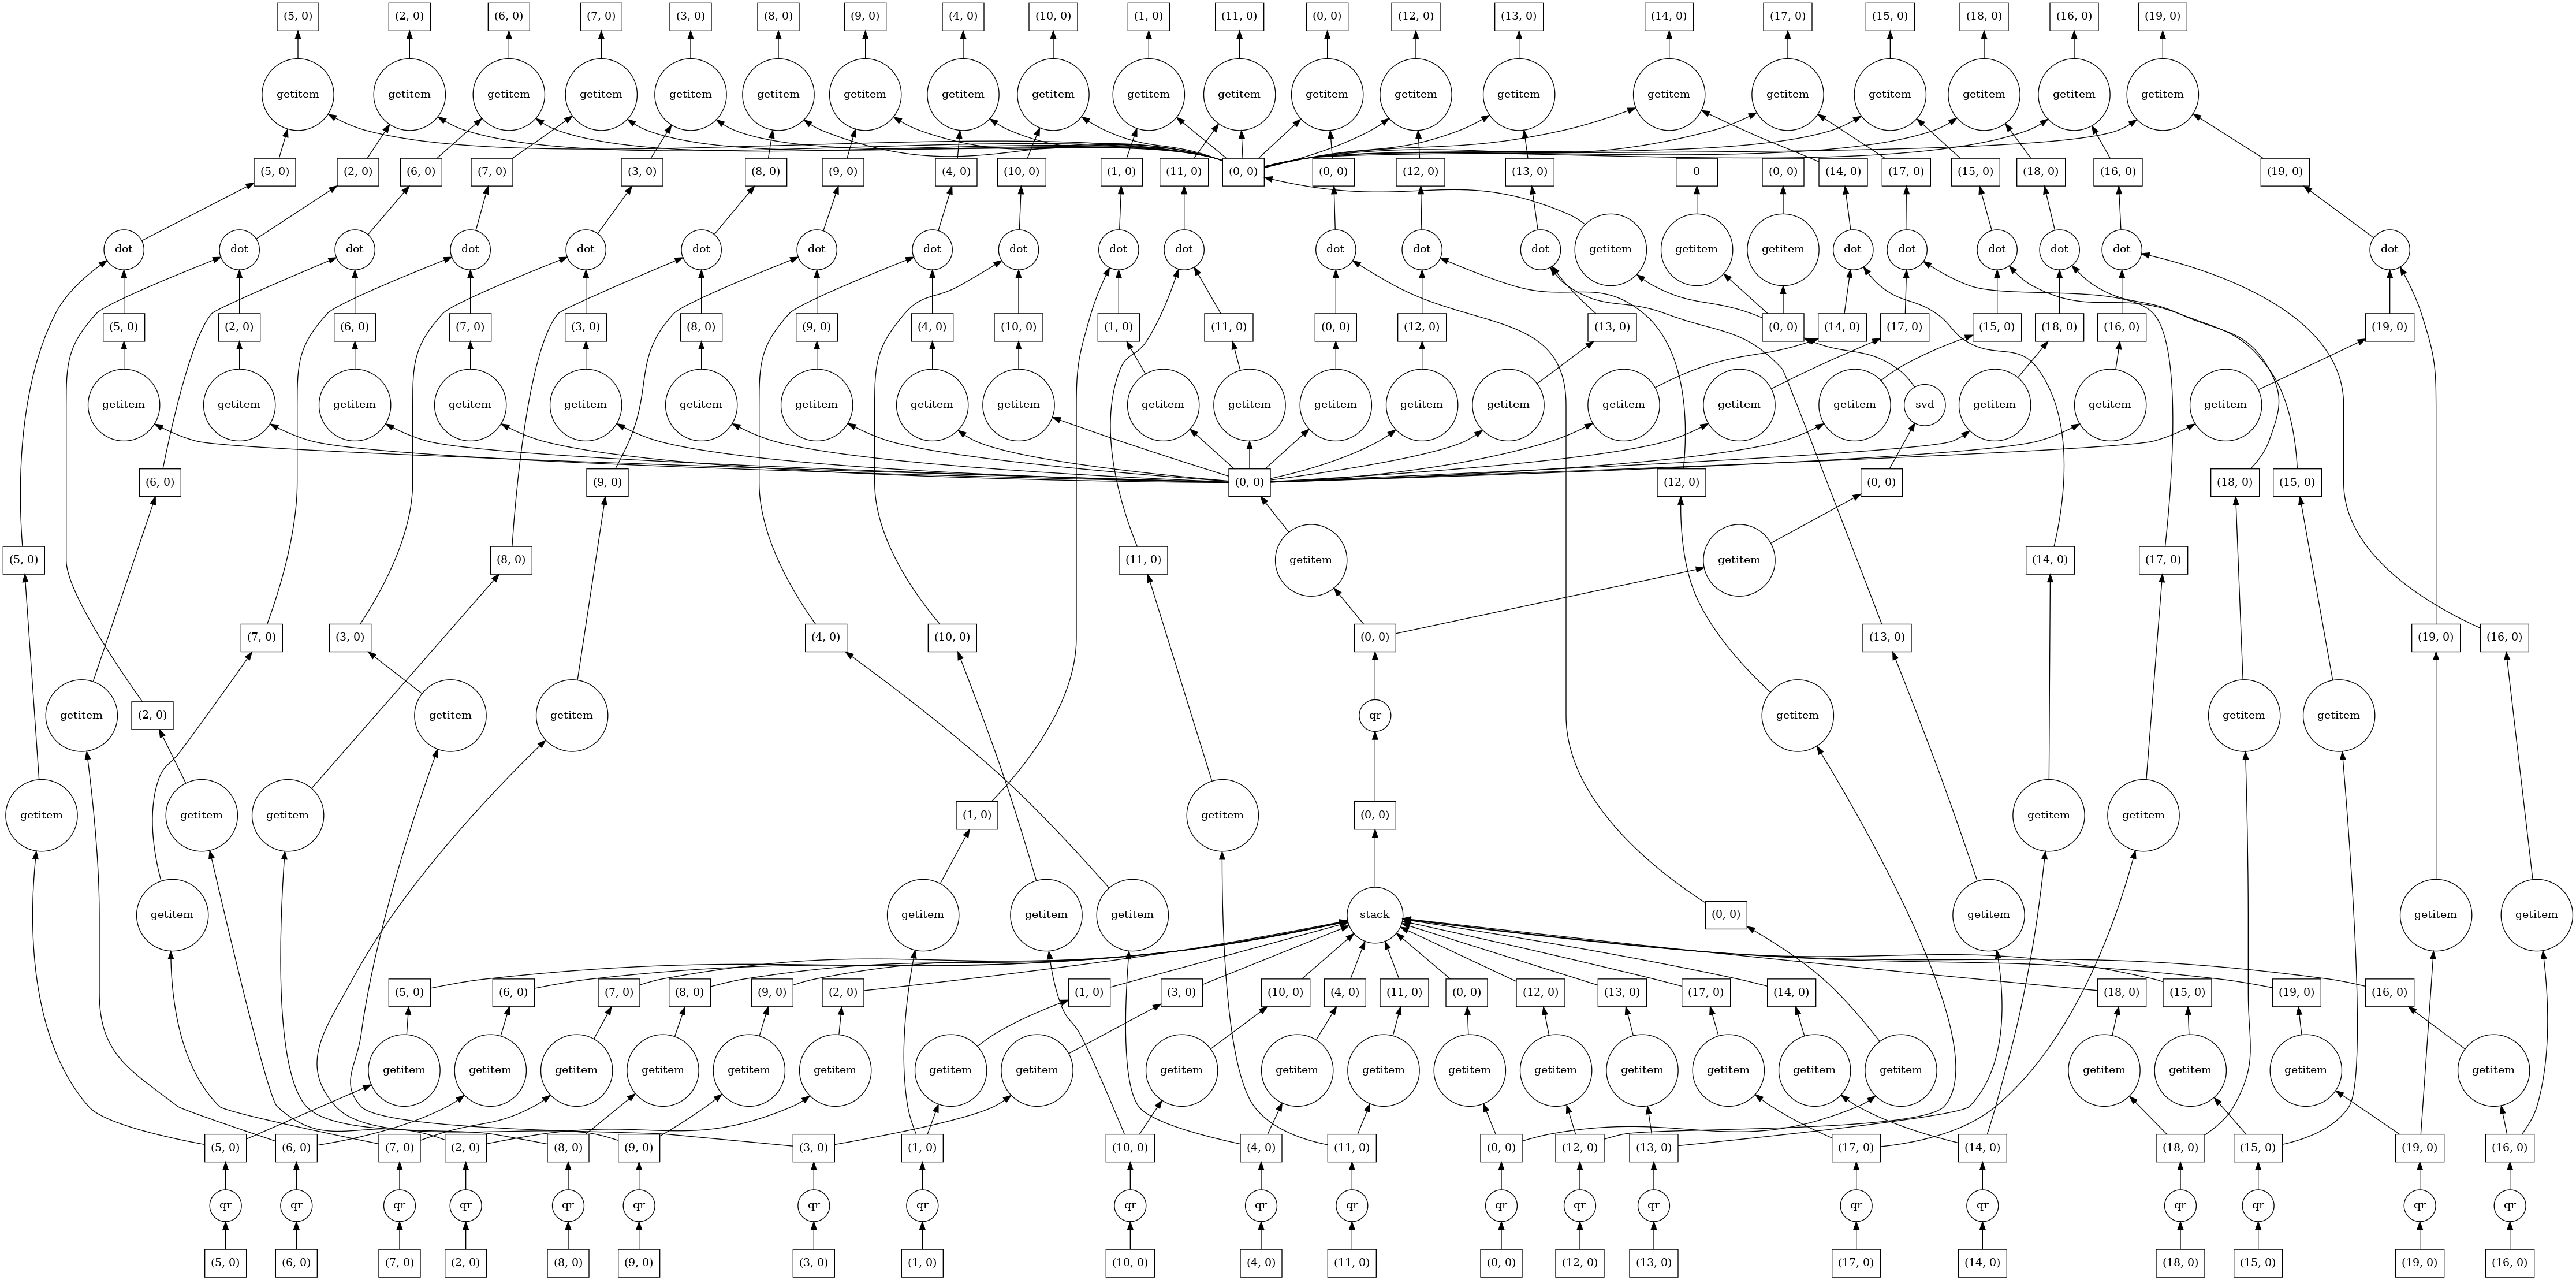 (5, 0) (2, 0) (6, 0) (7, 0) (3, 0) (8, 0) (9, 0) (4, 0) (10, 0) (1, 0) (11, 0) (0, 0) (12, 0) (13, 0) (14, 0) (17, 0) (15, 0) (18, 0) (16, 0) (19, 0)
getitem getitem getitem getitem getitem getitem getitem getitem getitem getitem getitem getitem getitem getitem getitem getitem getitem getitem getitem getitem
(5, 0) (2, 0) (6, 0) (7, 0) (3, 0) (8, 0) (9, 0) (4, 0) (10, 0) (1, 0) (11, 0) (0, 0) (0, 0) (12, 0) (13, 0) 0 (0, 0) (14, 0) (17, 0) (15, 0) (18, 0) (16, 0) (19, 0)
dot dot dot dot dot dot dot dot dot dot dot dot dot dot getitem getitem getitem dot dot dot dot dot dot
(5, 0) (2, 0) (6, 0) (7, 0) (3, 0) (8, 0) (9, 0) (4, 0) (10, 0) (1, 0) (11, 0) (0, 0) (12, 0) (13, 0) (0, 0) (14, 0) (17, 0) (15, 0) (18, 0) (16, 0) (19, 0)
getitem getitem getitem getitem getitem getitem getitem getitem getitem getitem getitem getitem getitem getitem getitem getitem getitem svd getitem getitem getitem
(6, 0) (9, 0) (0, 0) (12, 0) (0, 0) (18, 0) (15, 0)
(5, 0) (8, 0) (11, 0) getitem getitem (14, 0) (17, 0)
(7, 0) (3, 0) (4, 0) (10, 0) (0, 0) (13, 0) (19, 0) (16, 0)
getitem (2, 0) getitem getitem qr getitem getitem getitem
getitem getitem getitem (1, 0) getitem (0, 0) getitem getitem
getitem getitem getitem getitem stack (0, 0) getitem getitem getitem
(5, 0) (6, 0) (7, 0) (8, 0) (9, 0) (2, 0) (1, 0) (3, 0) (10, 0) (4, 0) (11, 0) (0, 0) (12, 0) (13, 0) (17, 0) (14, 0) (18, 0) (15, 0) (19, 0) (16, 0)
getitem getitem getitem getitem getitem getitem getitem getitem getitem getitem getitem getitem getitem getitem getitem getitem getitem getitem getitem getitem getitem
(5, 0) (6, 0) (7, 0) (2, 0) (8, 0) (9, 0) (3, 0) (1, 0) (10, 0) (4, 0) (11, 0) (0, 0) (12, 0) (13, 0) (17, 0) (14, 0) (18, 0) (15, 0) (19, 0) (16, 0)
qr qr qr qr qr qr qr qr qr qr qr qr qr qr qr qr qr qr qr qr
(5, 0) (6, 0) (7, 0) (2, 0) (8, 0) (9, 0) (3, 0) (1, 0) (10, 0) (4, 0) (11, 0) (0, 0) (12, 0) (13, 0) (17, 0) (14, 0) (18, 0) (15, 0) (19, 0) (16, 0)